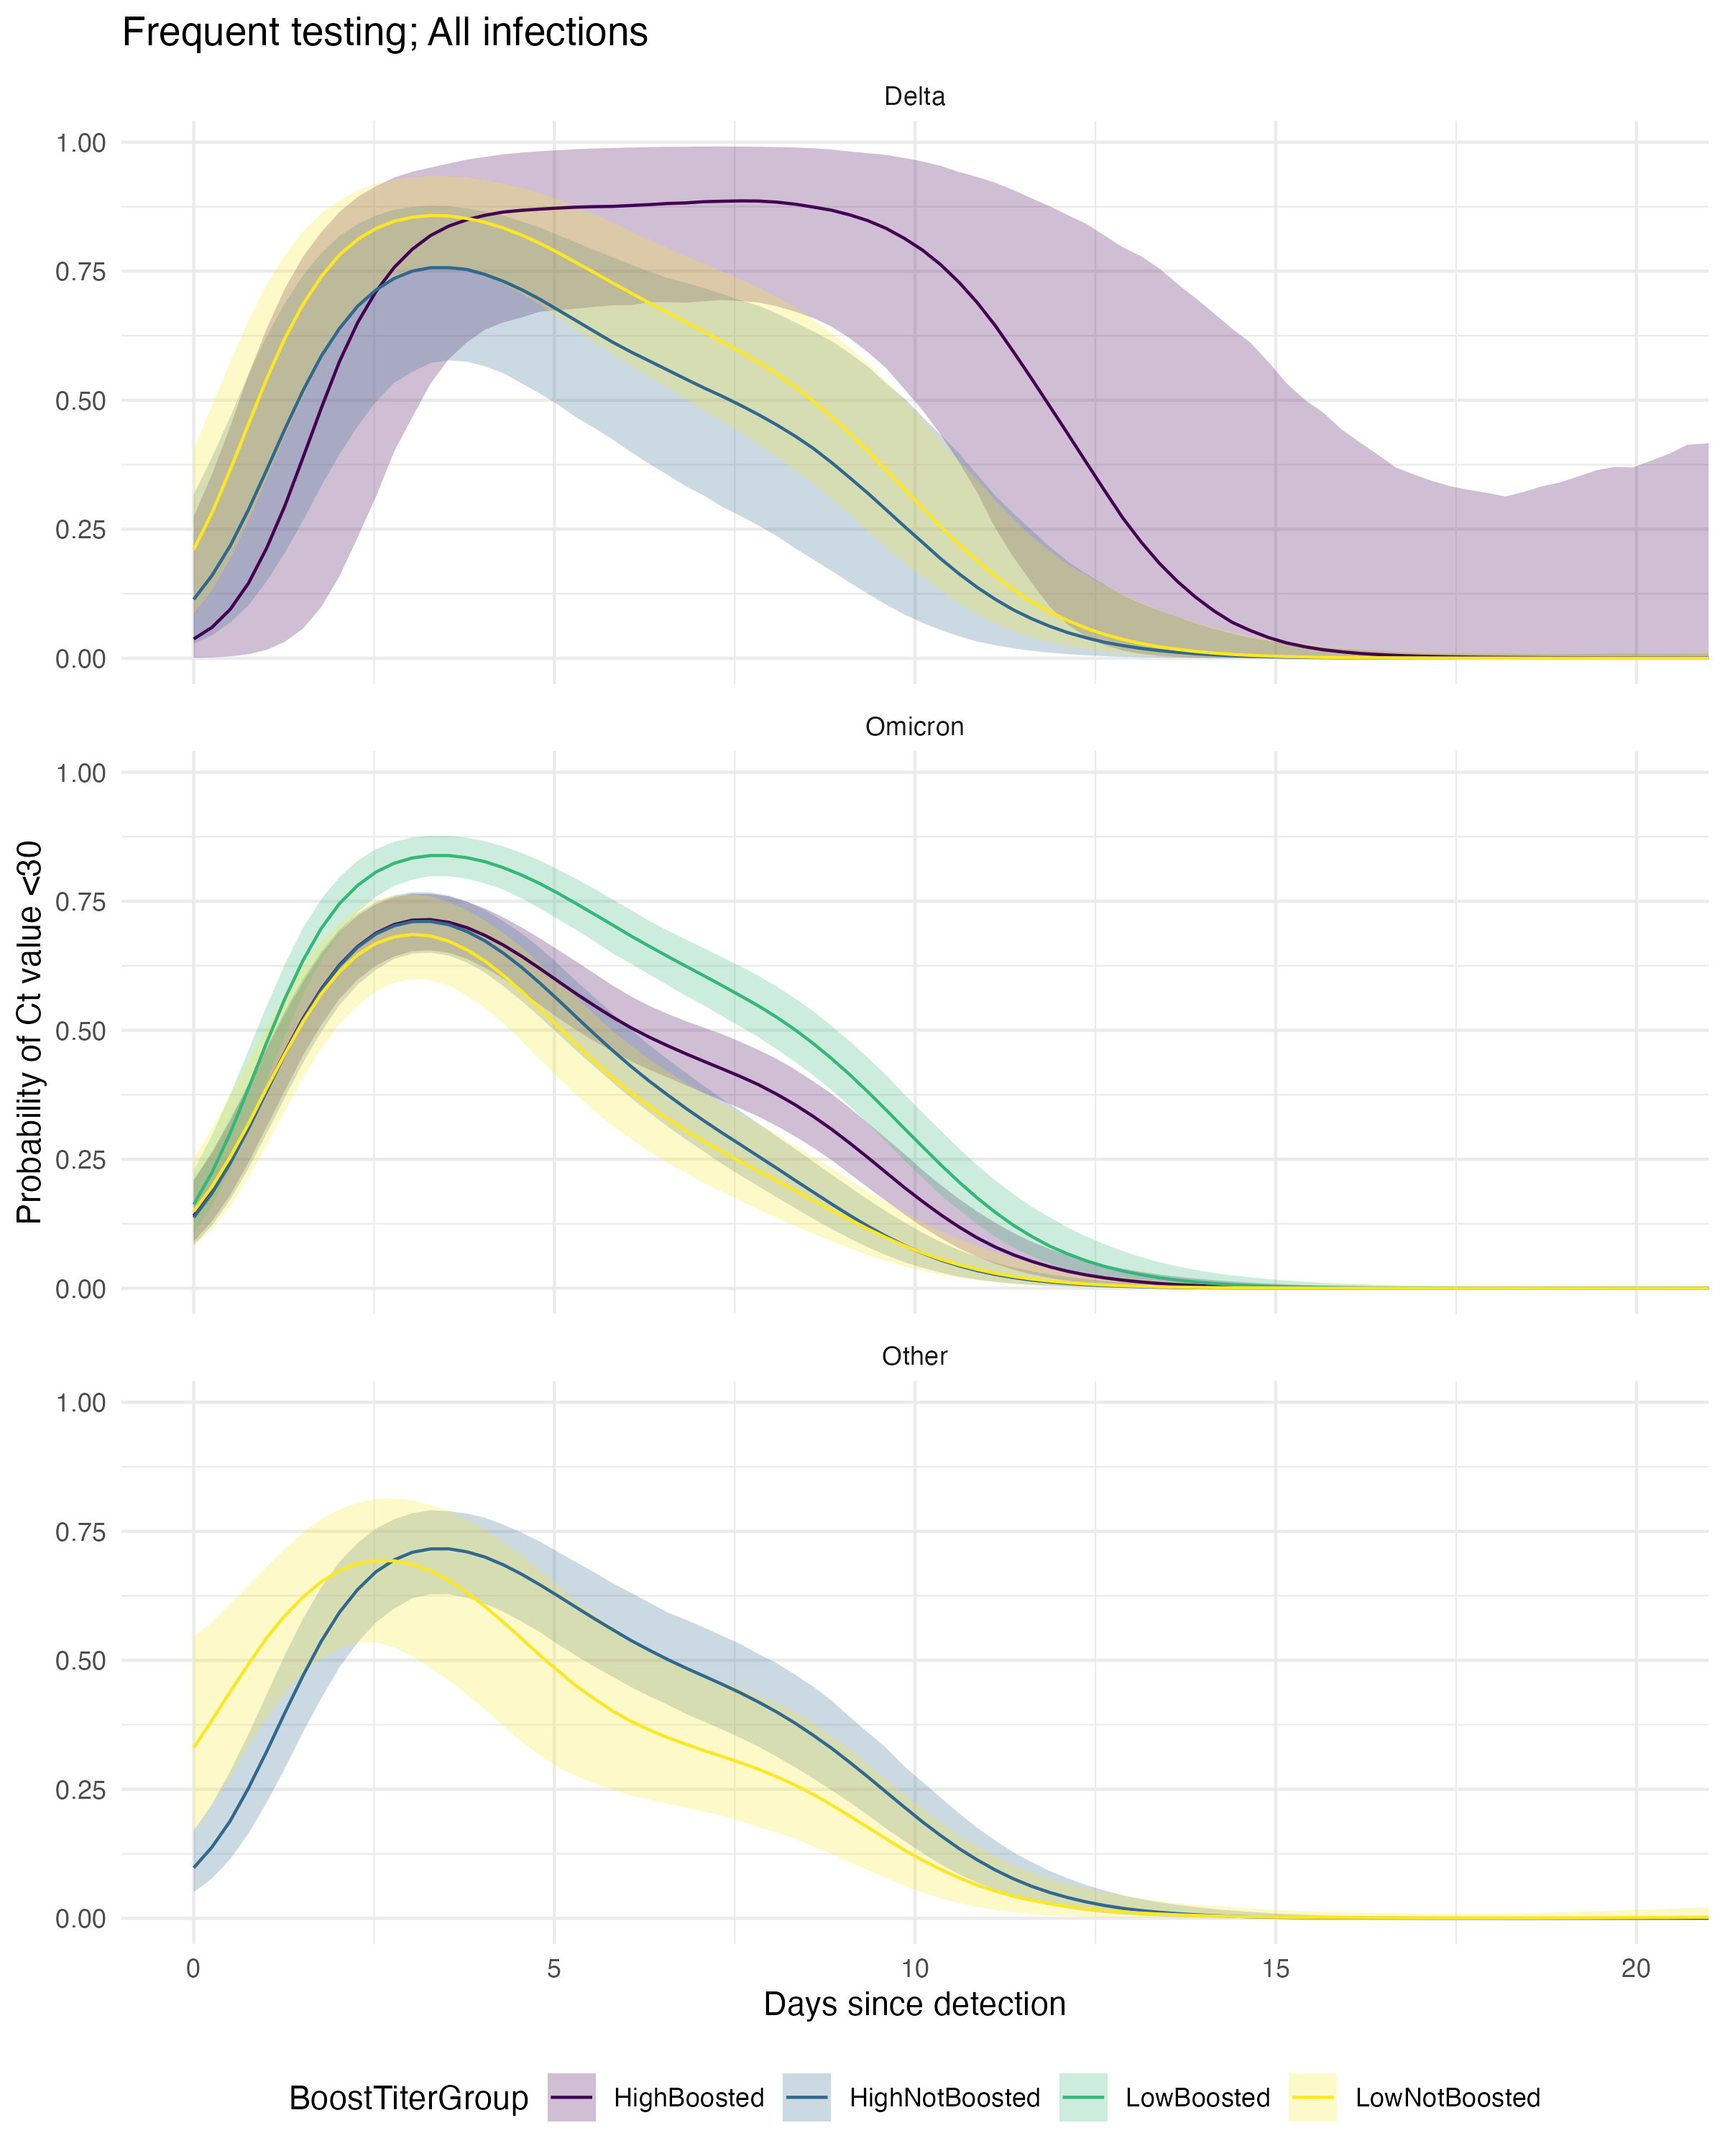 Frequent testing; All infections
Delta
1.00
0.75
0.50
0.25
0.00
Omicron
1.00
0.75
0.50
0.25
0.00
Probability of Ct value <30
Other
1.00
0.75
0.50
0.25
0.00
0 5 10 15 20
Days since detection
BoostTiterGroup HighBoosted HighNotBoosted LowBoosted LowNotBoosted